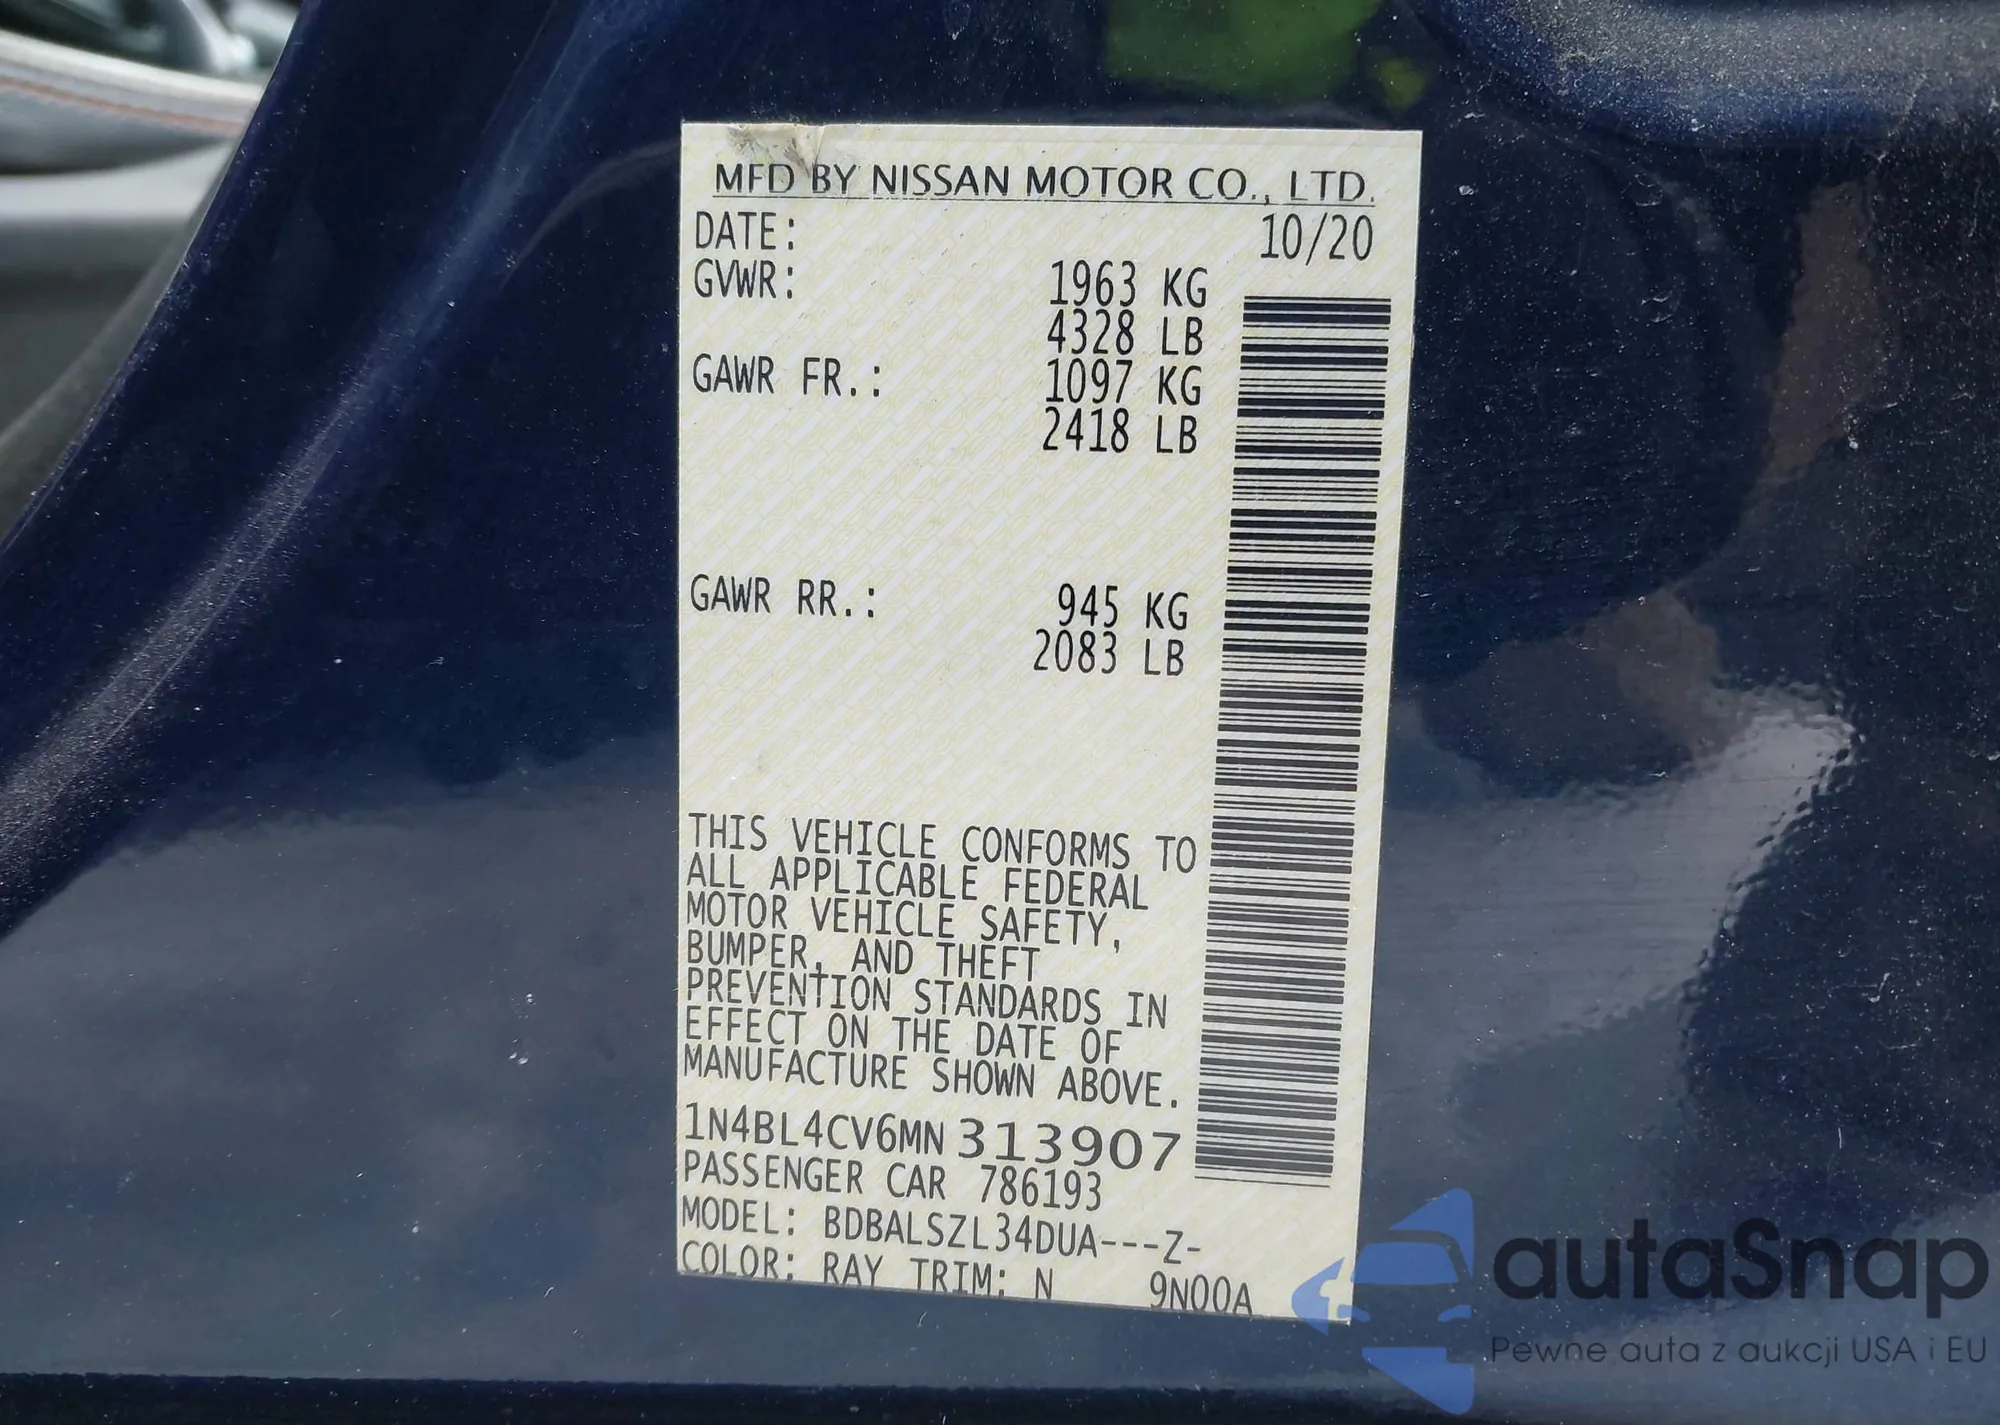 MFD BY NISSAN MOTOR CO., LTD.
DATE: 10/20
GVWR: 1963 KG
4328 LB
GAWR FR.: 1097 KG
2418 LB
GAWR RR.: 945 KG
2083 LB
THIS VEHICLE CONFORMS TO
ALL APPLICABLE FEDERAL
MOTOR VEHICLE SAFETY,
BUMPER, AND THEFT
PREVENTION STANDARDS IN
EFFECT ON THE DATE OF
MANUFACTURE SHOWN ABOVE.
1N4BL4CV6MN313907
PASSENGER CAR 786193
MODEL: BDBALSZL34DUA---Z-
COLOR: RAY TRIM: N 9N00A
autaSnap
Pewne auta z aukcji USA i EU